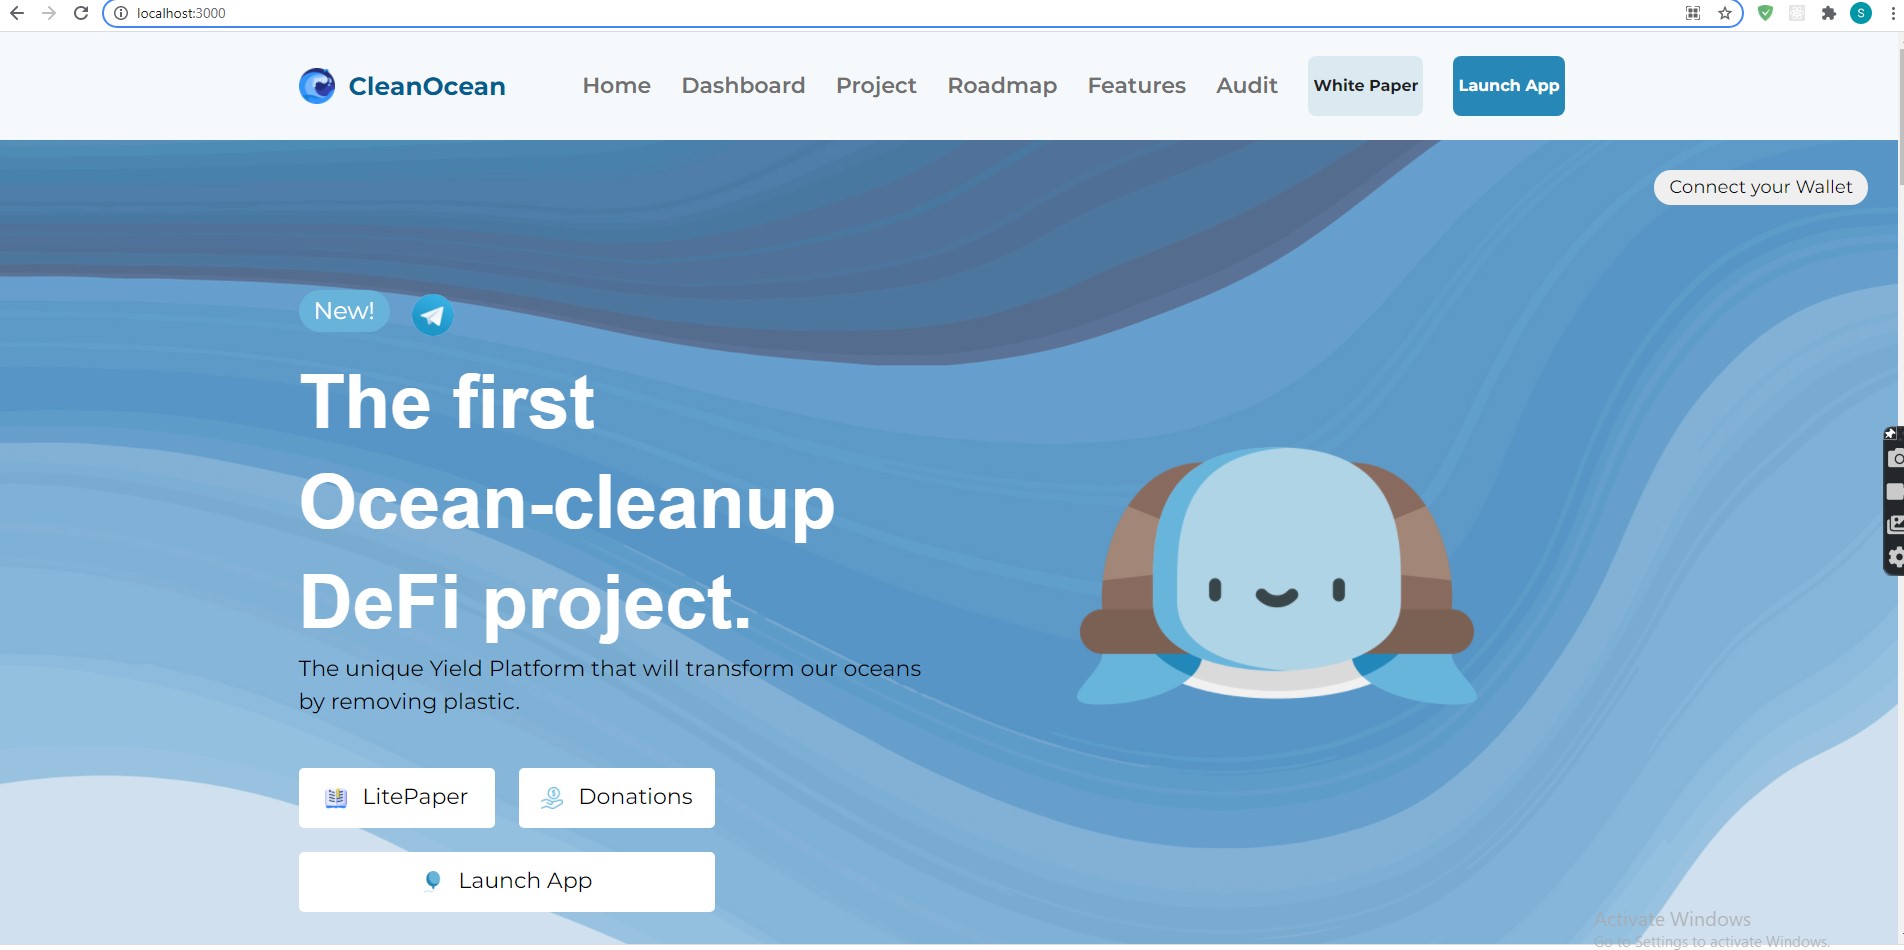 localhost:3000
S
CleanOcean
Home Dashboard Project Roadmap Features Audit White Paper Launch App
Connect your Wallet
New!
The first
Ocean-cleanup
DeFi project.
The unique Yield Platform that will transform our oceans
by removing plastic.
LitePaper Donations
Launch App
Activate Windows
Go to Settings to activate Windows.